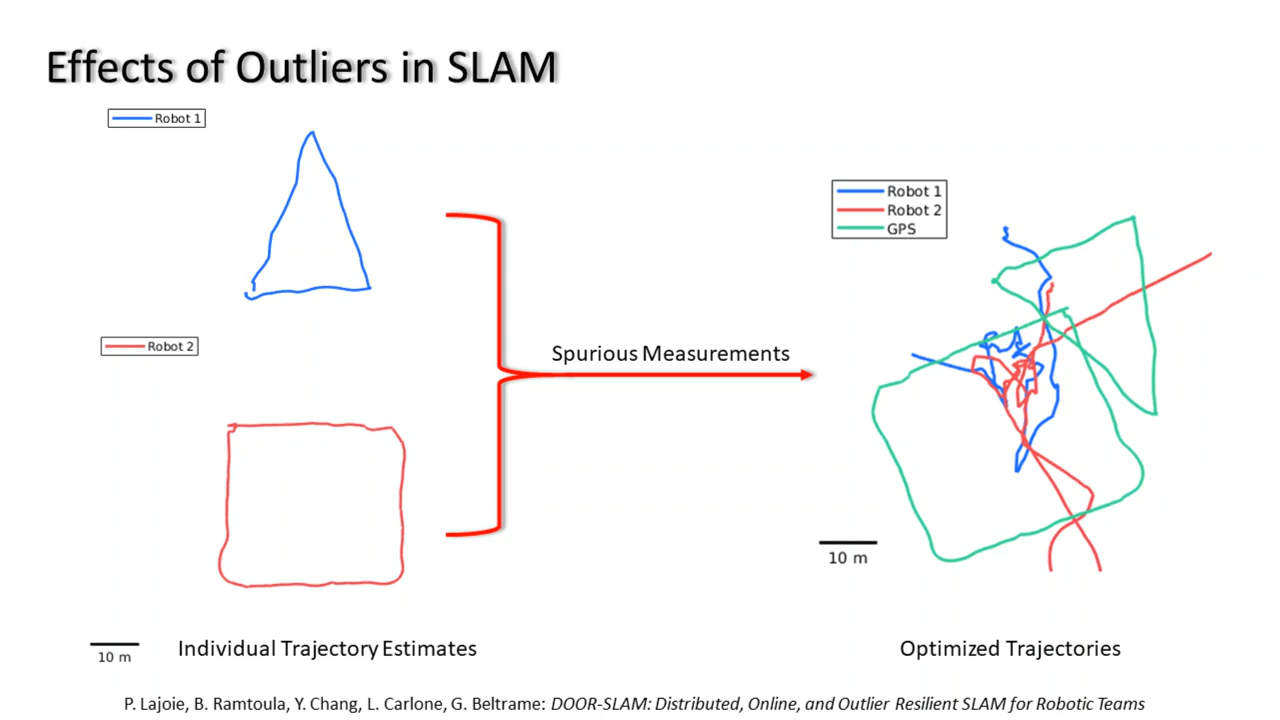 Effects of Outliers in SLAM
Robot 1
Robot 2
10 m
Individual Trajectory Estimates
Spurious Measurements
Robot 1
Robot 2
GPS
10 m
Optimized Trajectories
P. Lajoie, B. Ramtoula, Y. Chang, L. Carlone, G. Beltrame: DOOR-SLAM: Distributed, Online, and Outlier Resilient SLAM for Robotic Teams